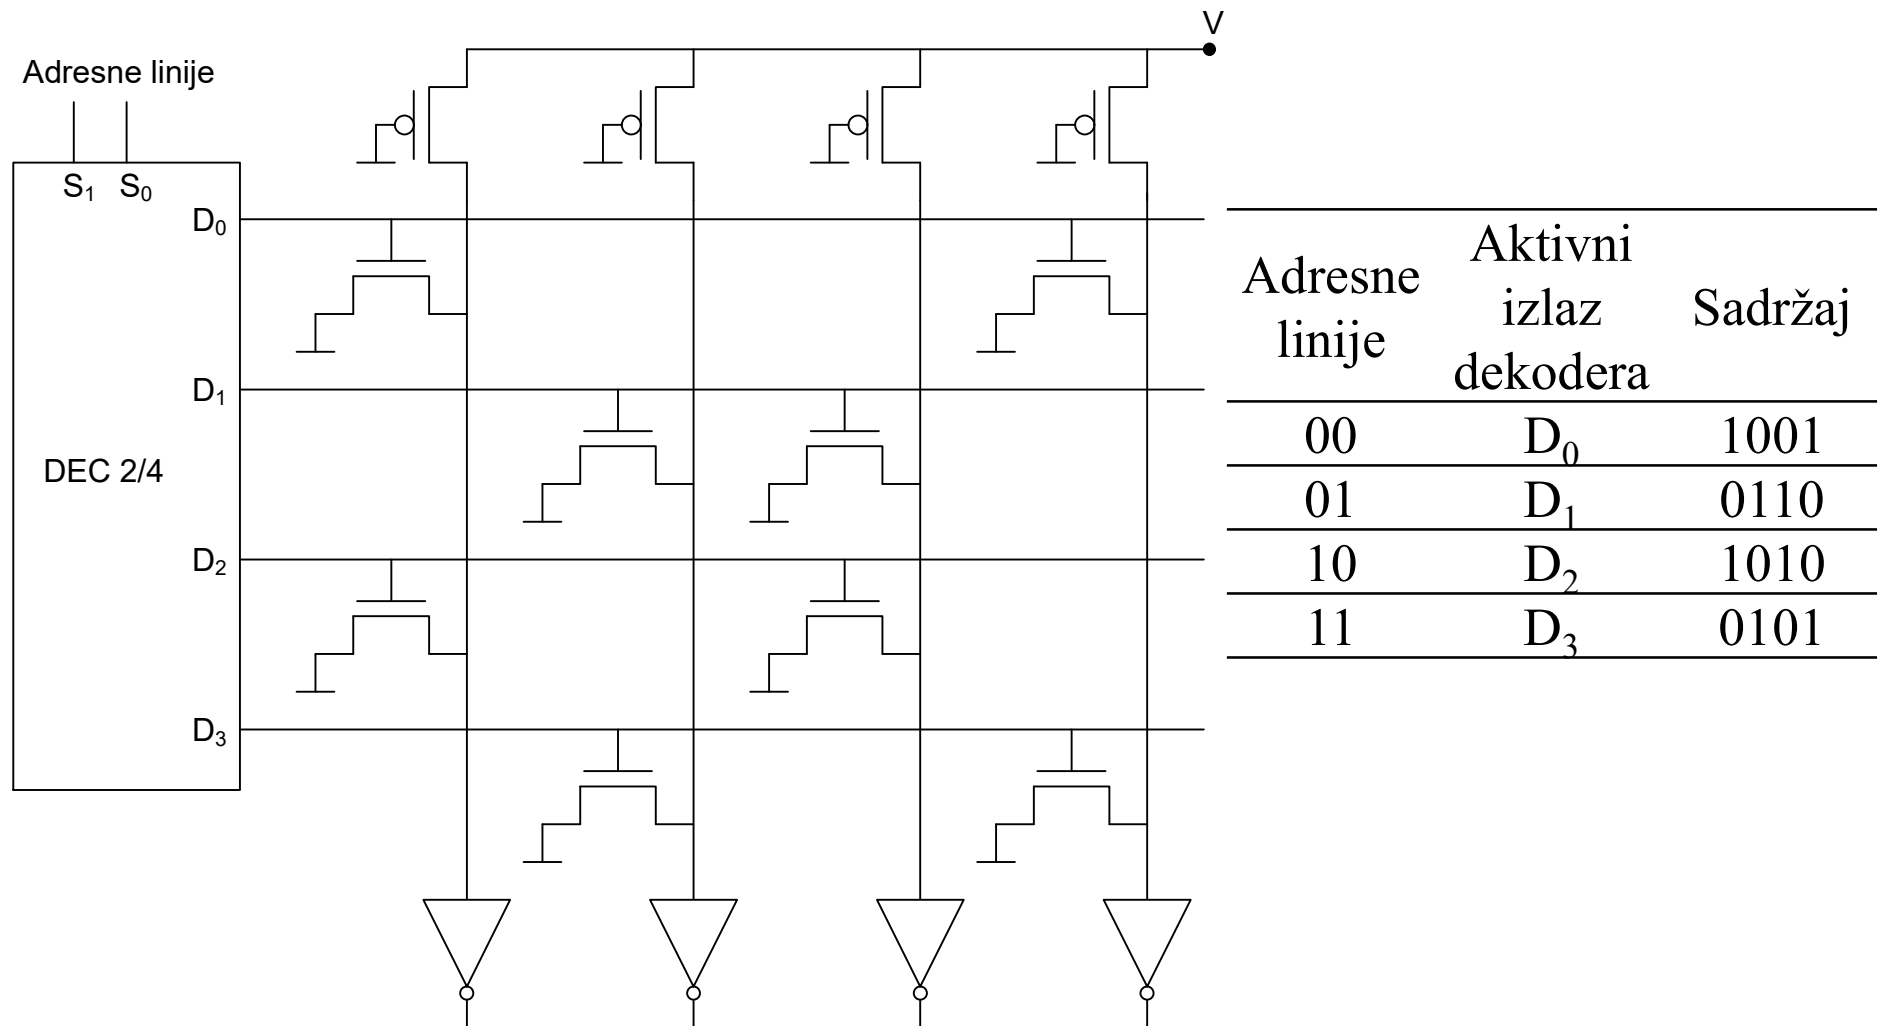 V
Adresne linije
S₁ S₀
D₀
D₁
DEC 2/4
D₂
D₃
Adresne linije
Aktivni izlaz dekodera
Sadržaj
00 D₀ 1001
01 D₁ 0110
10 D₂ 1010
11 D₃ 0101